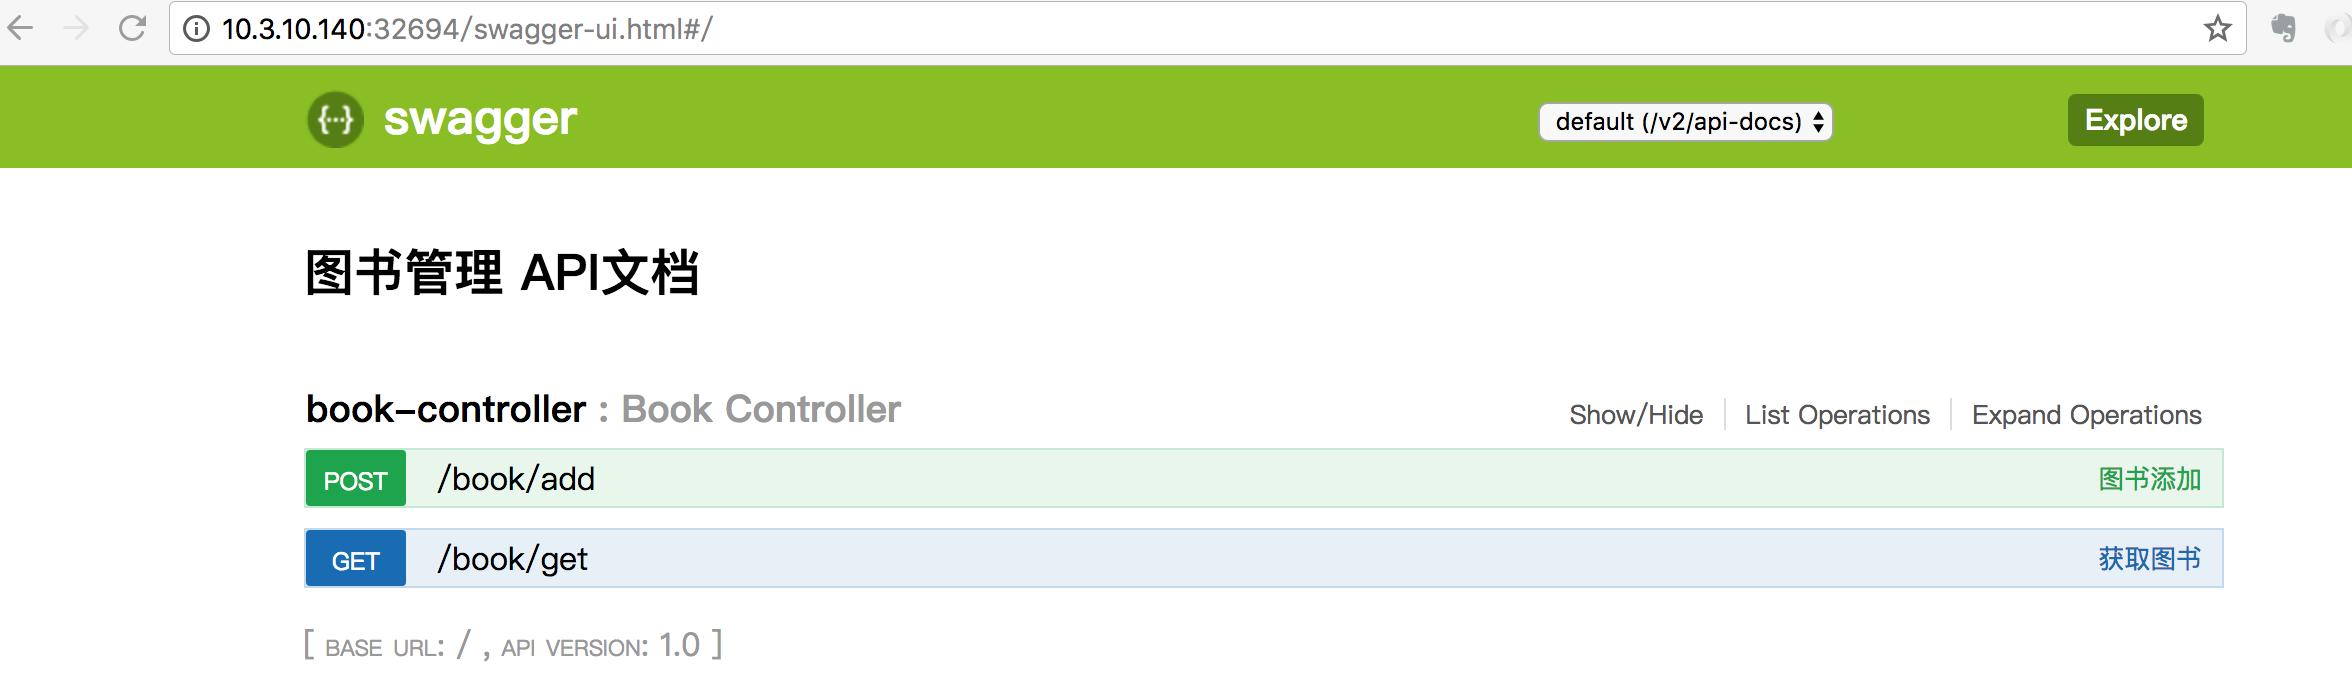 10.3.10.140:32694/swagger-ui.html#/
{···} swagger default (/v2/api-docs) Explore
图书管理 API文档
book-controller : Book Controller Show/Hide List Operations Expand Operations
POST /book/add 图书添加
GET /book/get 获取图书
[ BASE URL: / , API VERSION: 1.0 ]